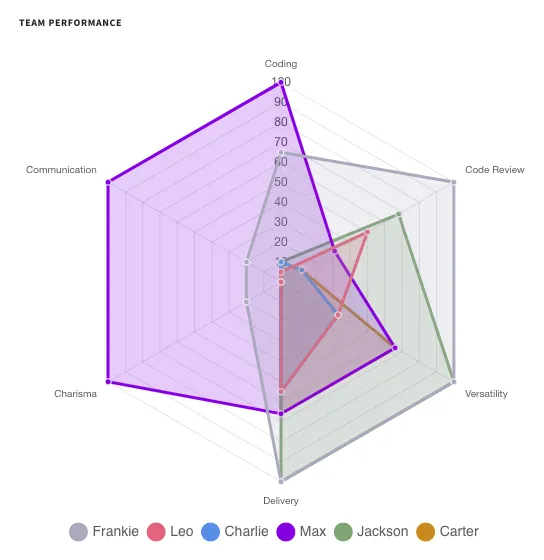 TEAM PERFORMANCE
Coding
100
90
80
70
60
50
40
30
20
Communication
Code Review
Charisma
Versatility
Delivery
Frankie Leo Charlie Max Jackson Carter